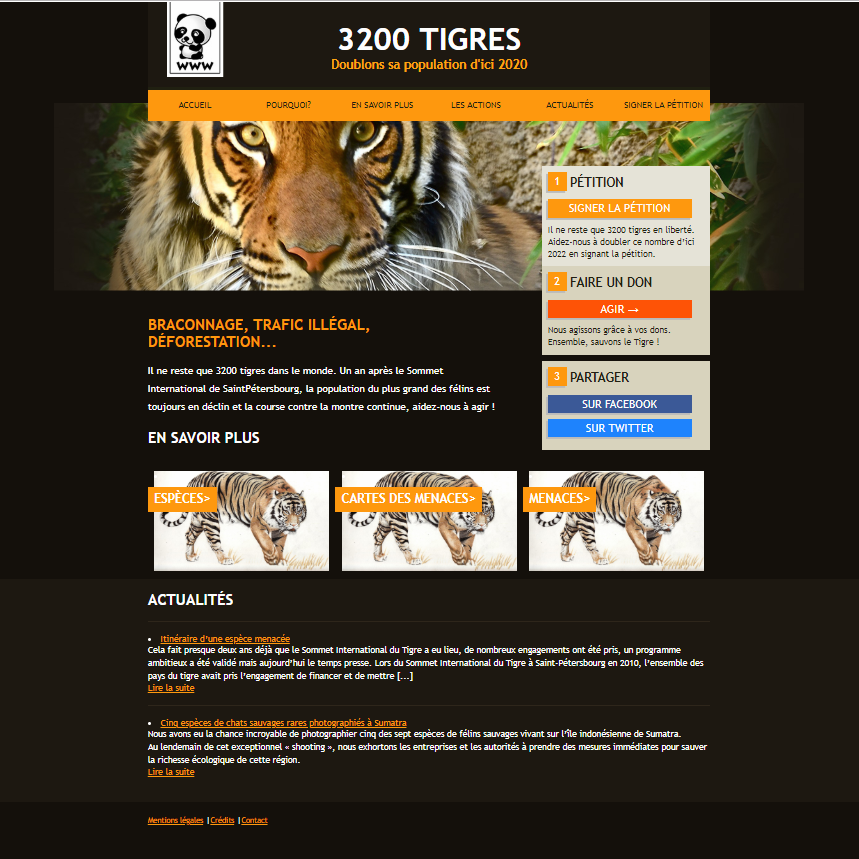 WWW
3200 TIGRES
Doublons sa population d'ici 2020
ACCUEIL
POURQUOI?
EN SAVOIR PLUS
LES ACTIONS
ACTUALITÉS
SIGNER LA PÉTITION
1 PÉTITION
SIGNER LA PÉTITION
Il ne reste que 3200 tigres en liberté.
Aidez-nous à doubler ce nombre d'ici
2022 en signant la pétition.
2 FAIRE UN DON
AGIR →
Nous agissons grâce à vos dons.
Ensemble, sauvons le Tigre !
3 PARTAGER
SUR FACEBOOK
SUR TWITTER
BRACONNAGE, TRAFIC ILLÉGAL,
DÉFORESTATION...
Il ne reste que 3200 tigres dans le monde. Un an après le Sommet
International de SaintPétersbourg, la population du plus grand des félins est
toujours en déclin et la course contre la montre continue, aidez-nous à agir !
EN SAVOIR PLUS
ESPÈCES>
CARTES DES MENACES>
MENACES>
ACTUALITÉS
• Itinéraire d'une espèce menacée
Cela fait presque deux ans déjà que le Sommet International du Tigre a eu lieu, de nombreux engagements ont été pris, un programme
ambitieux a été validé mais aujourd'hui le temps presse. Lors du Sommet International du Tigre à Saint-Pétersbourg en 2010, l'ensemble des
pays du tigre avait pris l'engagement de financer et de mettre [...]
Lire la suite
• Cinq espèces de chats sauvages rares photographiés à Sumatra
Nous avons eu la chance incroyable de photographier cinq des sept espèces de félins sauvages vivant sur l'île indonésienne de Sumatra.
Au lendemain de cet exceptionnel « shooting », nous exhortons les entreprises et les autorités à prendre des mesures immédiates pour sauver
la richesse écologique de cette région.
Lire la suite
Mentions légales | Crédits | Contact